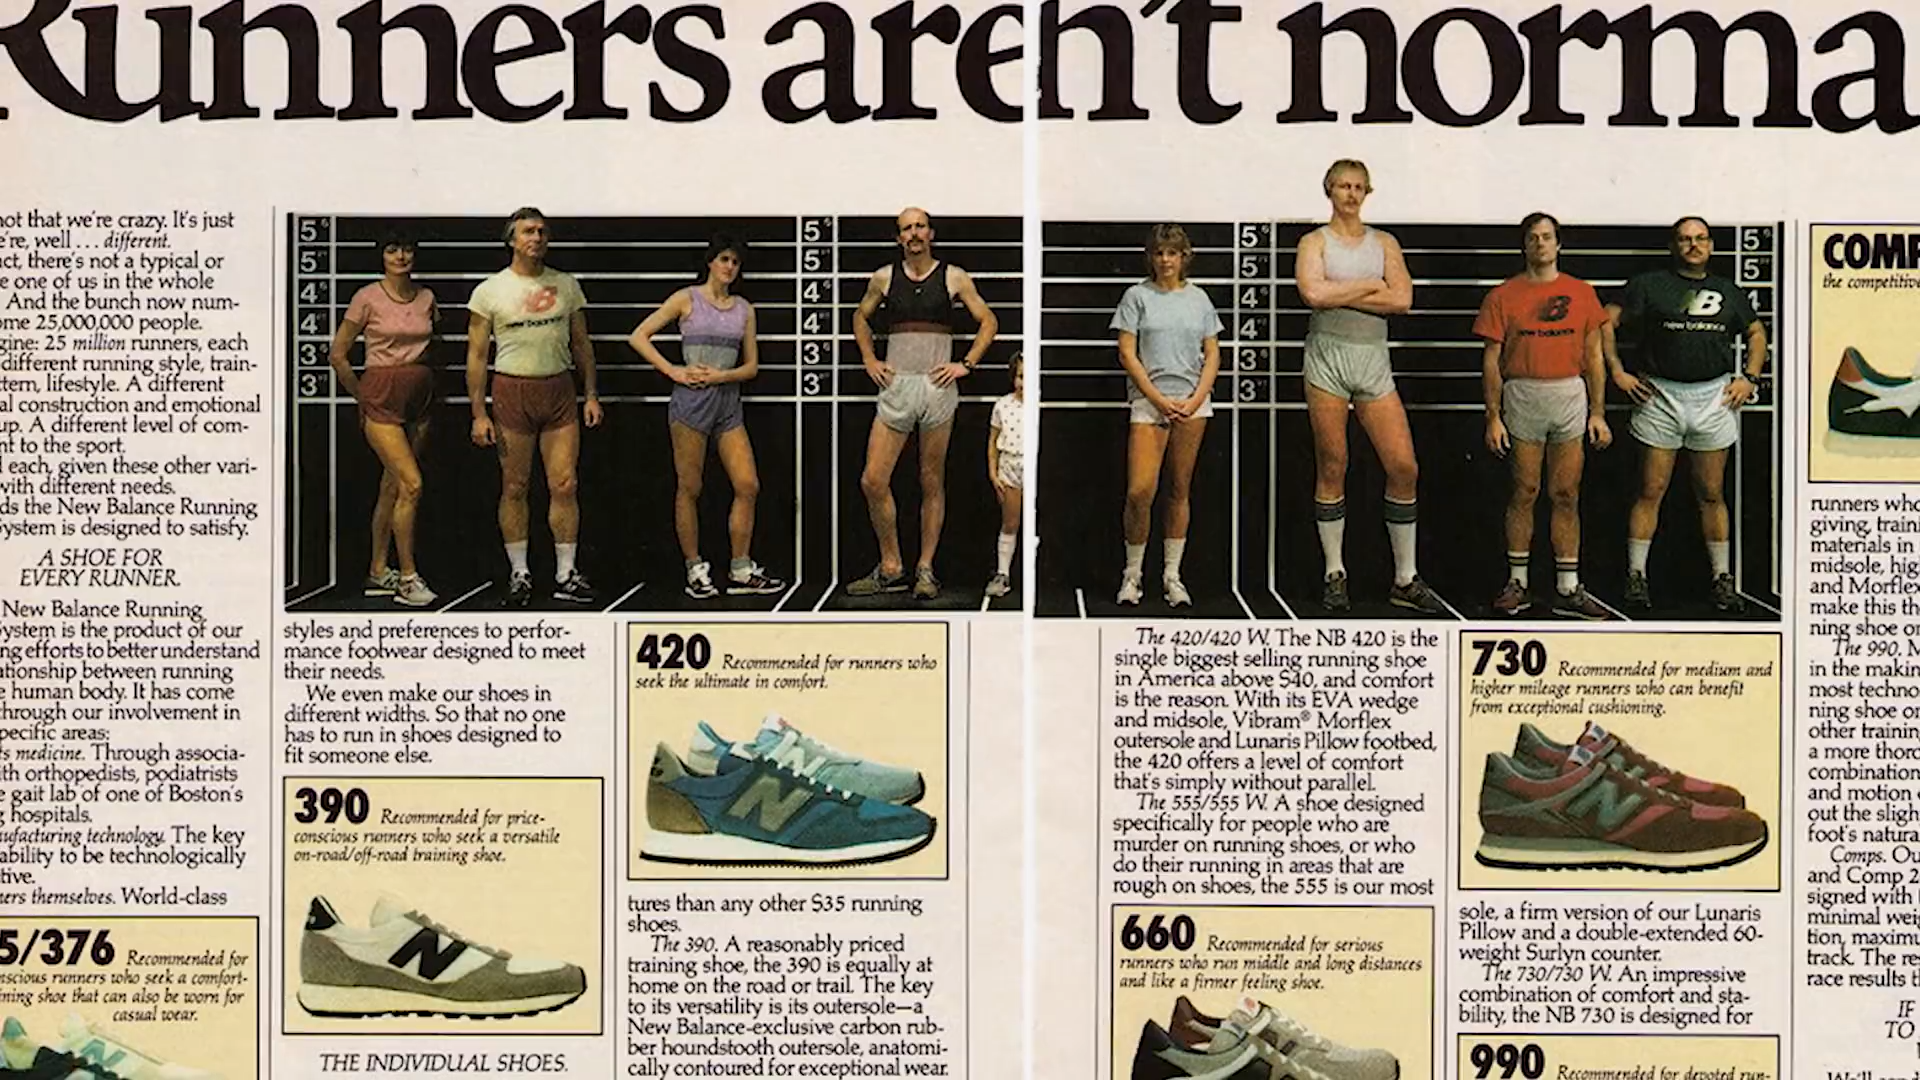 Runners aren't norma
not that we're crazy. It's just
e're, well . . . different.
act, there's not a typical or
e one of us in the whole
And the bunch now num-
ome 25,000,000 people.
gine: 25 million runners, each
different running style, train-
ttern, lifestyle. A different
al construction and emotional
up. A different level of com-
nt to the sport.
l each, given these other vari-
with different needs.
ds the New Balance Running
System is designed to satisfy.
A SHOE FOR
EVERY RUNNER.
New Balance Running
System is the product of our
ng efforts to better understand
ationship between running
e human body. It has come
through our involvement in
pecific areas:
ts medicine. Through associa-
ith orthopedists, podiatrists
e gait lab of one of Boston's
g hospitals.
nufacturing technology. The key
ability to be technologically
tive.
ners themselves. World-class
5/376 Recommended for
nscious runners who seek a comfort-
ining shoe that can also be worn for
casual wear.
new balance
new balance
new balance
styles and preferences to perfor-
mance footwear designed to meet
their needs.
We even make our shoes in
different widths. So that no one
has to run in shoes designed to
fit someone else.
390 Recommended for price-
conscious runners who seek a versatile
on-road/off-road training shoe.
THE INDIVIDUAL SHOES.
420 Recommended for runners who
seek the ultimate in comfort.
tures than any other $35 running
shoes.
The 390. A reasonably priced
training shoe, the 390 is equally at
home on the road or trail. The key
to its versatility is its outersole—a
New Balance-exclusive carbon rub-
ber houndstooth outersole, anatomi-
cally contoured for exceptional wear.
The 420/420 W. The NB 420 is the
single biggest selling running shoe
in America above $40, and comfort
is the reason. With its EVA wedge
and midsole, Vibram® Morflex
outersole and Lunaris Pillow footbed,
the 420 offers a level of comfort
that's simply without parallel.
The 555/555 W. A shoe designed
specifically for people who are
murder on running shoes, or who
do their running in areas that are
rough on shoes, the 555 is our most
660 Recommended for serious
runners who run middle and long distances
and like a firmer feeling shoe.
730 Recommended for medium and
higher mileage runners who can benefit
from exceptional cushioning.
sole, a firm version of our Lunaris
Pillow and a double-extended 60-
weight Surlyn counter.
The 730/730 W. An impressive
combination of comfort and sta-
bility, the NB 730 is designed for
990 Recommended for devoted run-
COMP
the competitive
runners who
giving, traini
materials in
midsole, hig
and Morflex
make this th
ning shoe or
The 990. M
in the makin
most techno
ning shoe or
other training
a more thoro
combination
and motion
out the sligh
foot's natura
Comps. Ou
and Comp 2
signed with
minimal weig
tion, maximu
track. The re
race results th
IF
TO